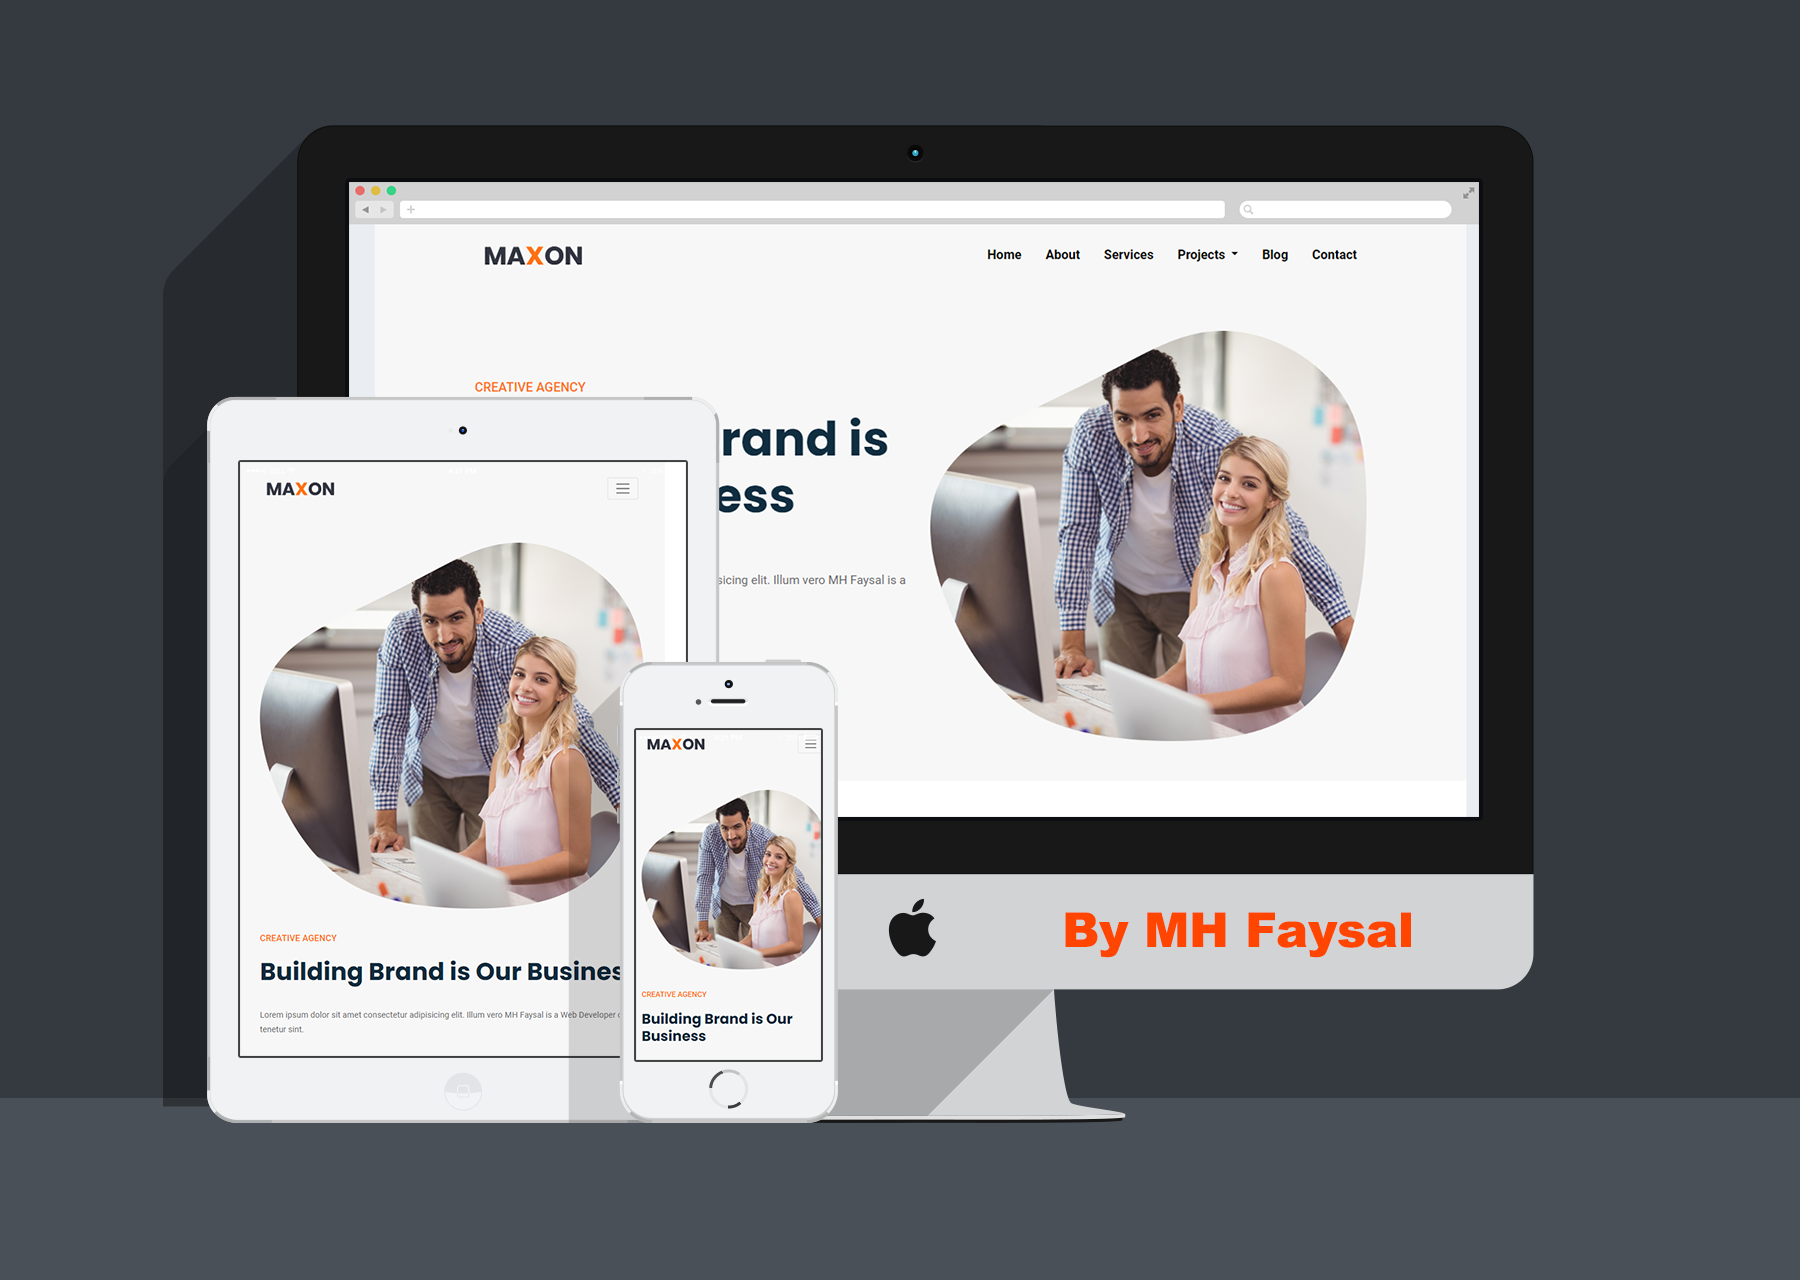 MAXON
Home About Services Projects Blog Contact
CREATIVE AGENCY
Brand is
ess
sicing elit. Illum vero MH Faysal is a
MAXON
CREATIVE AGENCY
Building Brand is Our Busines
Lorem ipsum dolor sit amet consectetur adipisicing elit. Illum vero MH Faysal is a Web Developer
tenetur sint.
MAXON
CREATIVE AGENCY
Building Brand is Our
Business
By MH Faysal